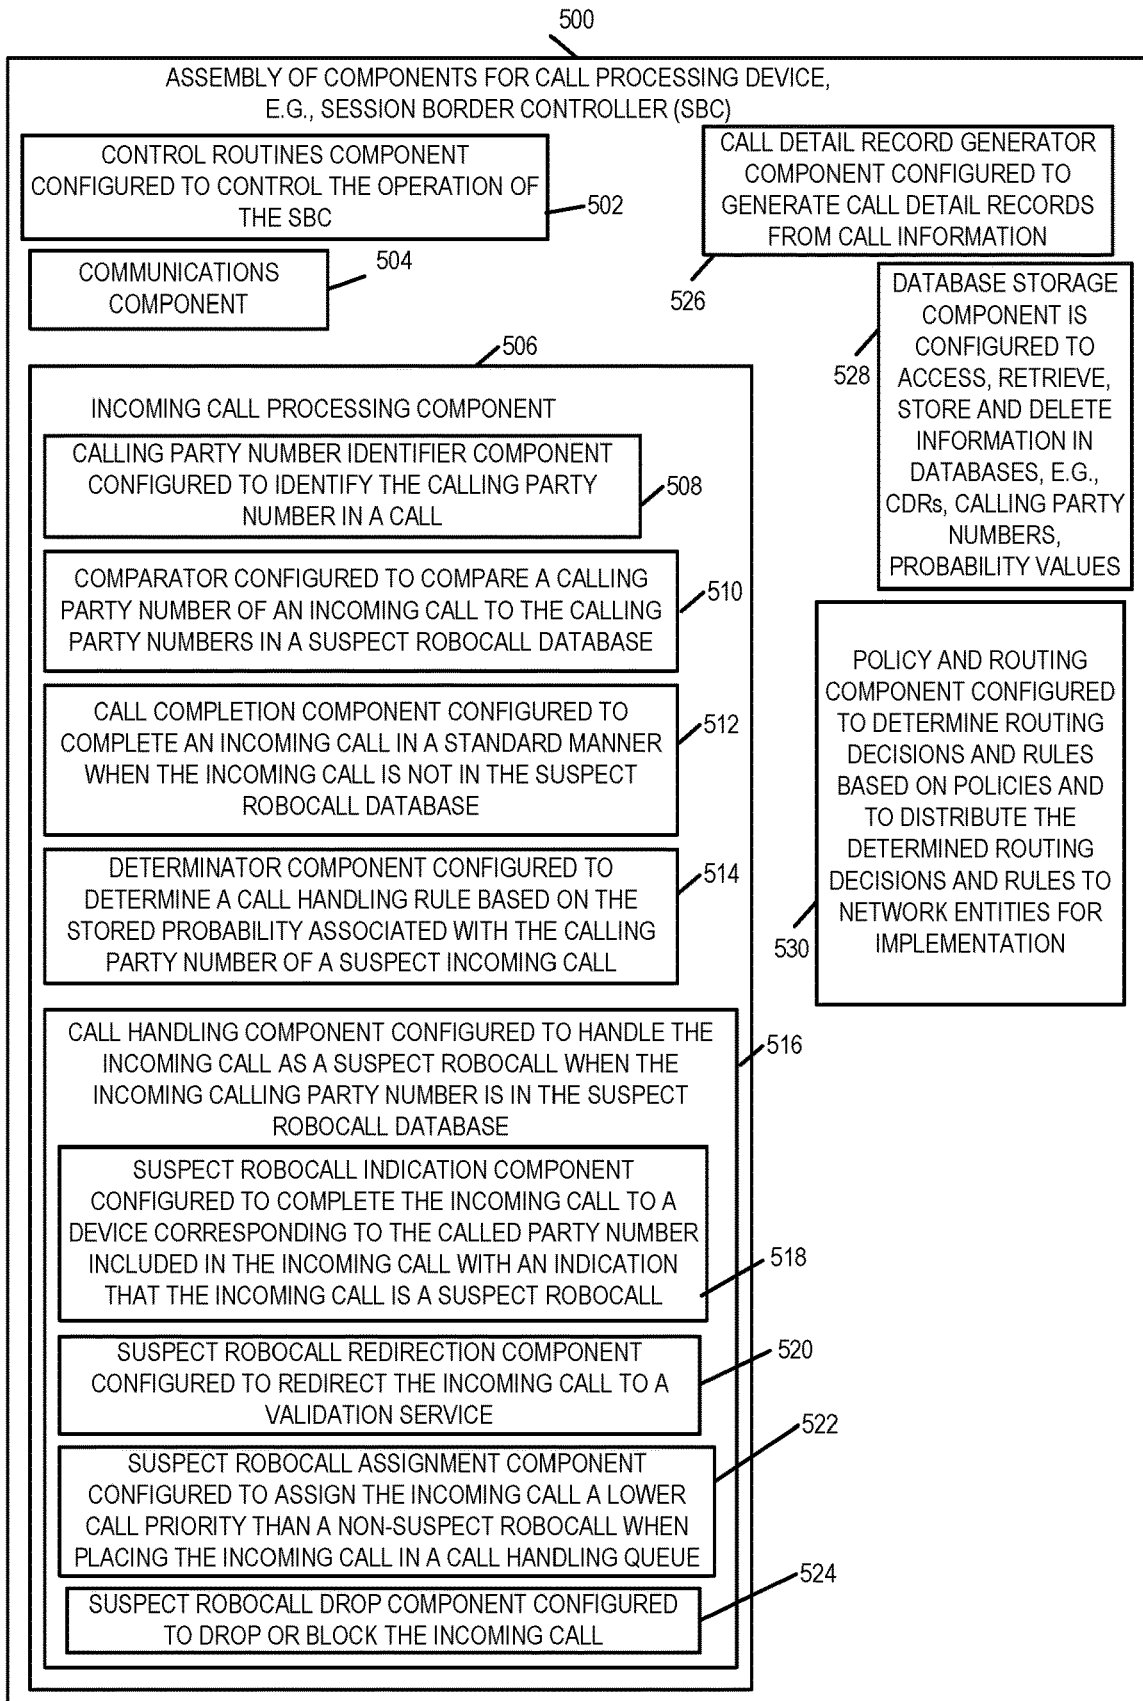 500
ASSEMBLY OF COMPONENTS FOR CALL PROCESSING DEVICE,
E.G., SESSION BORDER CONTROLLER (SBC)
CONTROL ROUTINES COMPONENT
CONFIGURED TO CONTROL THE OPERATION OF
THE SBC
502
COMMUNICATIONS
COMPONENT
504
CALL DETAIL RECORD GENERATOR
COMPONENT CONFIGURED TO
GENERATE CALL DETAIL RECORDS
FROM CALL INFORMATION
526
DATABASE STORAGE
COMPONENT IS
CONFIGURED TO
ACCESS, RETRIEVE,
STORE AND DELETE
INFORMATION IN
DATABASES, E.G.,
CDRs, CALLING PARTY
NUMBERS,
PROBABILITY VALUES
528
POLICY AND ROUTING
COMPONENT CONFIGURED
TO DETERMINE ROUTING
DECISIONS AND RULES
BASED ON POLICIES AND
TO DISTRIBUTE THE
DETERMINED ROUTING
DECISIONS AND RULES TO
NETWORK ENTITIES FOR
IMPLEMENTATION
530
506
INCOMING CALL PROCESSING COMPONENT
CALLING PARTY NUMBER IDENTIFIER COMPONENT
CONFIGURED TO IDENTIFY THE CALLING PARTY
NUMBER IN A CALL
508
COMPARATOR CONFIGURED TO COMPARE A CALLING
PARTY NUMBER OF AN INCOMING CALL TO THE CALLING
PARTY NUMBERS IN A SUSPECT ROBOCALL DATABASE
510
CALL COMPLETION COMPONENT CONFIGURED TO
COMPLETE AN INCOMING CALL IN A STANDARD MANNER
WHEN THE INCOMING CALL IS NOT IN THE SUSPECT
ROBOCALL DATABASE
512
DETERMINATOR COMPONENT CONFIGURED TO
DETERMINE A CALL HANDLING RULE BASED ON THE
STORED PROBABILITY ASSOCIATED WITH THE CALLING
PARTY NUMBER OF A SUSPECT INCOMING CALL
514
CALL HANDLING COMPONENT CONFIGURED TO HANDLE THE
INCOMING CALL AS A SUSPECT ROBOCALL WHEN THE
INCOMING CALLING PARTY NUMBER IS IN THE SUSPECT
ROBOCALL DATABASE
516
SUSPECT ROBOCALL INDICATION COMPONENT
CONFIGURED TO COMPLETE THE INCOMING CALL TO A
DEVICE CORRESPONDING TO THE CALLED PARTY NUMBER
INCLUDED IN THE INCOMING CALL WITH AN INDICATION
THAT THE INCOMING CALL IS A SUSPECT ROBOCALL
518
SUSPECT ROBOCALL REDIRECTION COMPONENT
CONFIGURED TO REDIRECT THE INCOMING CALL TO A
VALIDATION SERVICE
520
SUSPECT ROBOCALL ASSIGNMENT COMPONENT
CONFIGURED TO ASSIGN THE INCOMING CALL A LOWER
CALL PRIORITY THAN A NON-SUSPECT ROBOCALL WHEN
PLACING THE INCOMING CALL IN A CALL HANDLING QUEUE
522
SUSPECT ROBOCALL DROP COMPONENT CONFIGURED
TO DROP OR BLOCK THE INCOMING CALL
524